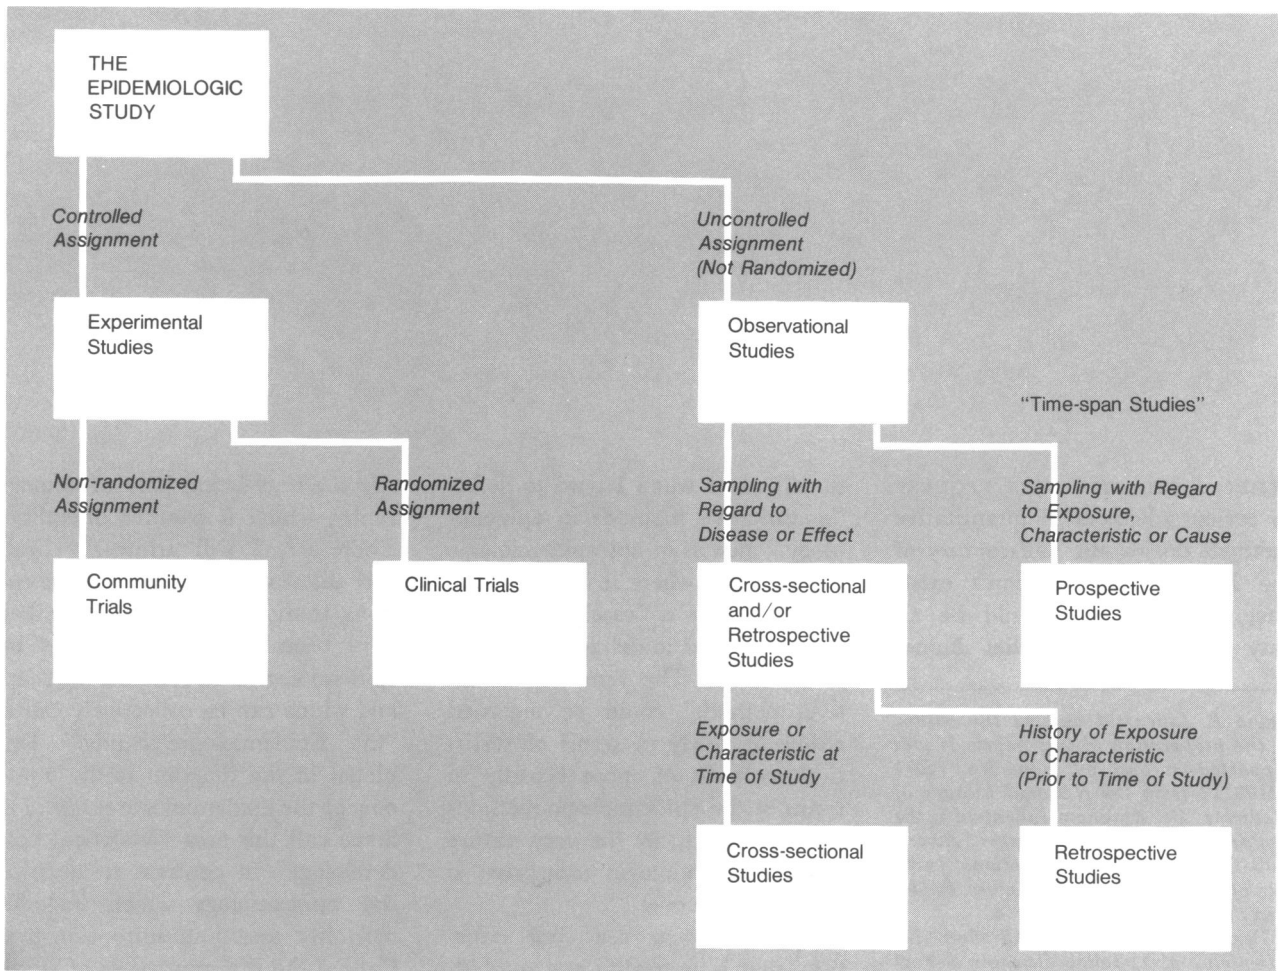 THE
EPIDEMIOLOGIC
STUDY
Controlled
Assignment
Uncontrolled
Assignment
(Not Randomized)
Experimental
Studies
Observational
Studies
"Time-span Studies"
Non-randomized
Assignment
Randomized
Assignment
Sampling with
Regard to
Disease or Effect
Sampling with Regard
to Exposure,
Characteristic or Cause
Community
Trials
Clinical Trials
Cross-sectional
and/or
Retrospective
Studies
Prospective
Studies
Exposure or
Characteristic at
Time of Study
History of Exposure
or Characteristic
(Prior to Time of Study)
Cross-sectional
Studies
Retrospective
Studies